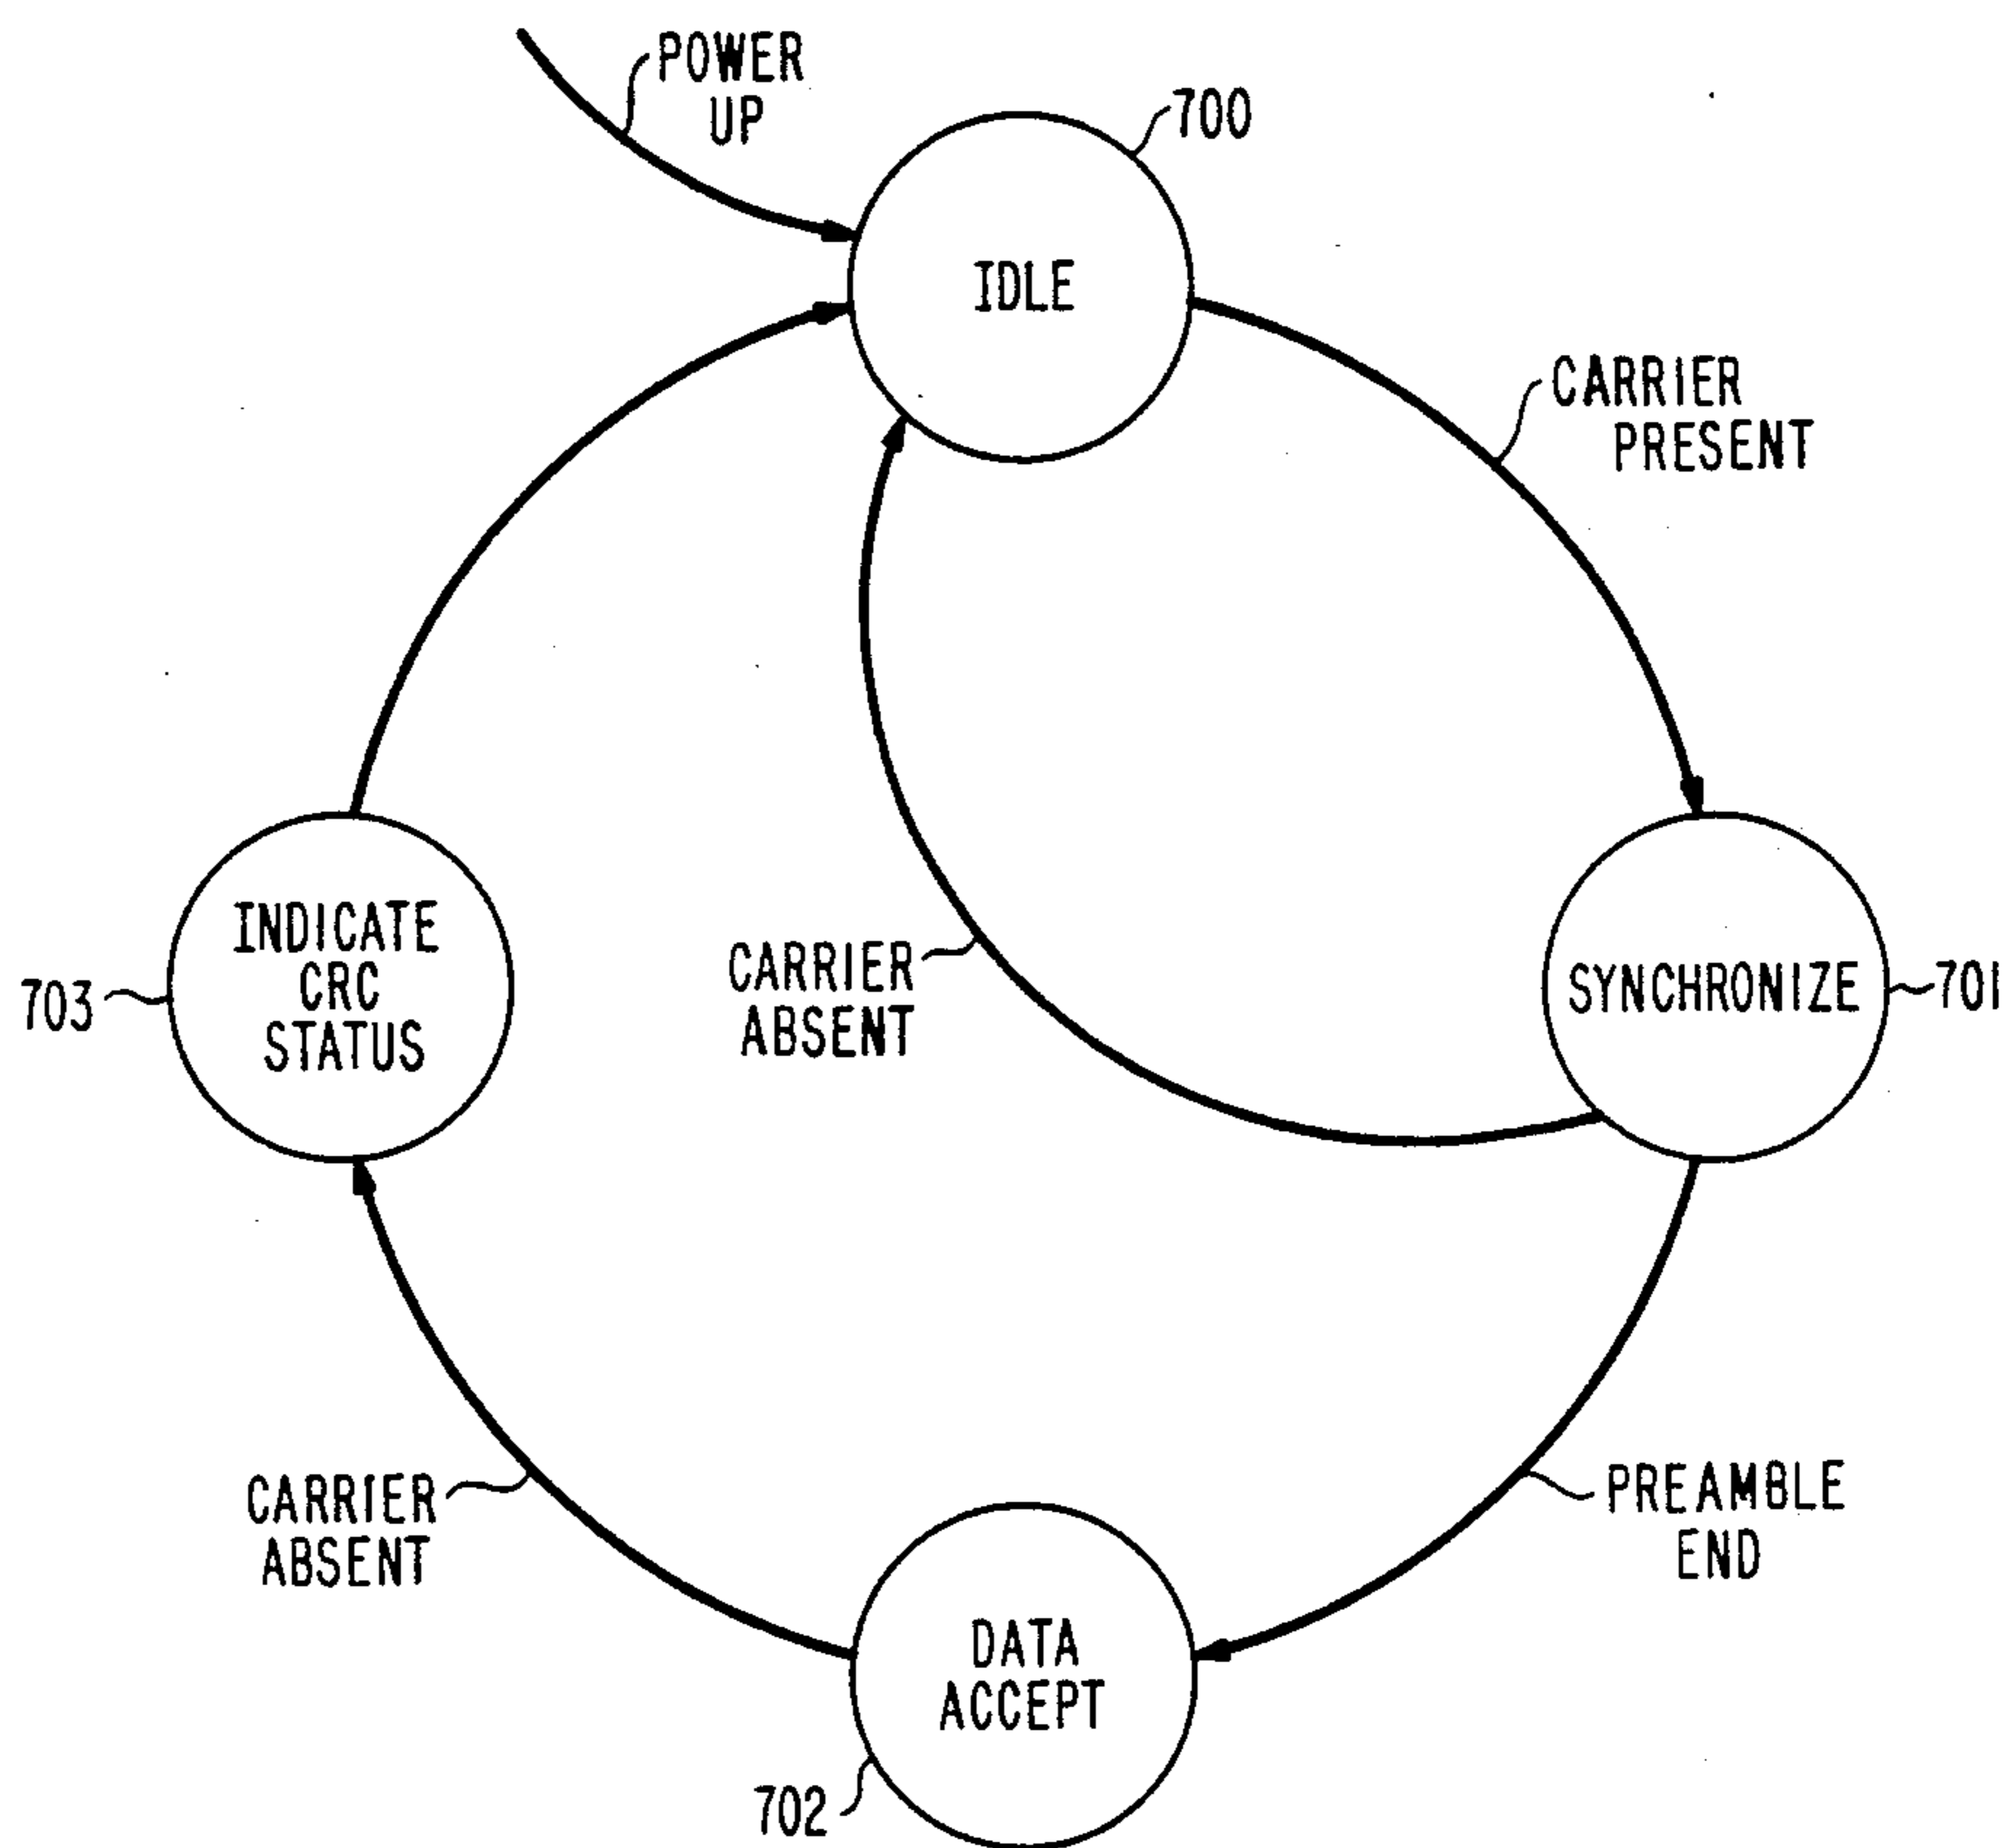 POWER
UP
700
IDLE
CARRIER
PRESENT
INDICATE
CRC
STATUS
703
CARRIER
ABSENT
SYNCHRONIZE
701
CARRIER
ABSENT
PREAMBLE
END
DATA
ACCEPT
702